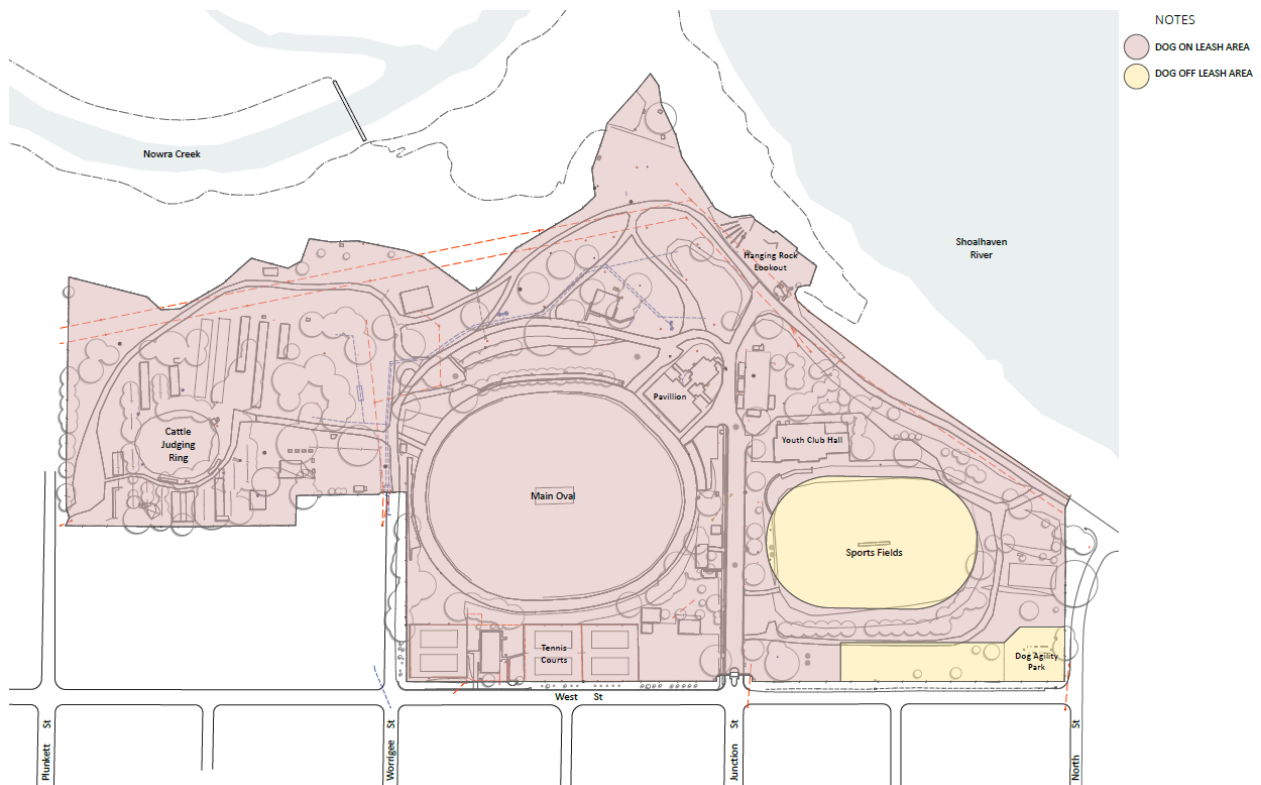 NOTES
DOG ON LEASH AREA
DOG OFF LEASH AREA
Nowra Creek
Shoalhaven
River
Hanging Rock
Lookout
Pavillion
Cattle
Judging
Ring
Youth Club Hall
Main Oval
Sports Fields
Tennis
Courts
Dog Agility
Park
West St
Plunkett St
Worrigee St
Junction St
North St